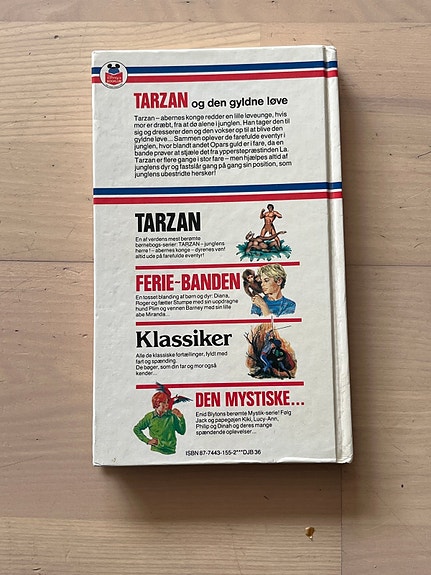 TARZAN og den gyldne løve
Tarzan – abernes konge redder en lille løveunge, hvis
mor er dræbt, fra at dø alene i junglen. Han tager den til
sig og dresserer den og den vokser op til at blive den
gyldne løve... Sammen oplever de farefulde eventyr i
junglen, hvor blandt andet Opars guld er i fare, da en
bande prøver at stjæle det fra ypperstepræstinden La.
Tarzan er flere gange i stor fare – men hjælpes altid af
junglens dyr og fastslår gang på gang sin position, som
junglens ubestridte hersker!
TARZAN
En af verdens mest berømte
børnebogs-serier: TARZAN – junglens
herre! – abernes konge – dyrenes ven!
altid ude på farefulde eventyr!
FERIE-BANDEN
En tosset blanding af børn og dyr: Diana,
Roger og fætter Stumpe med sin uopdragne
hund Plim og vennen Barney med sin lille
abe Miranda...
Klassiker
Alle de klassiske fortællinger, fyldt med
fart og spænding.
De bøger, som din far og mor også
kender...
DEN MYSTISKE...
Enid Blytons berømte Mystik-serie! Følg
Jack og papegøjen Kiki, Lucy-Ann,
Philip og Dinah og deres mange
spændende oplevelser...
ISBN 87-7443-155-2***DJB 36